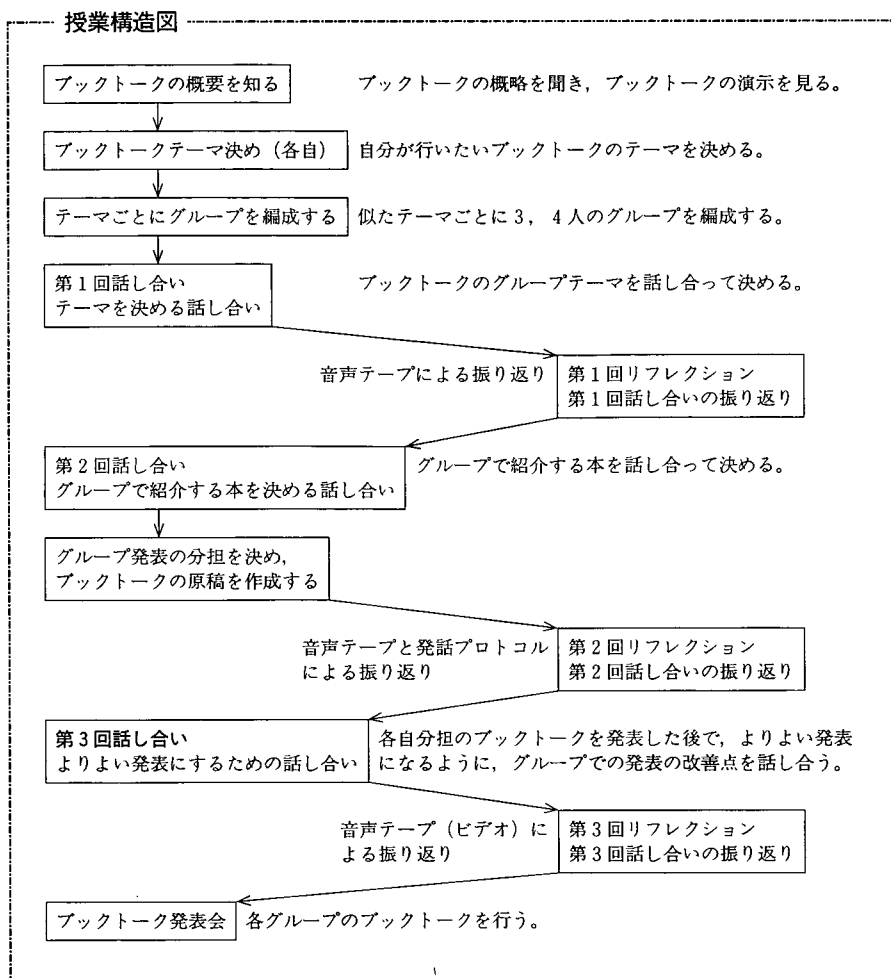 授業構造図
ブックトークの概要を知る
ブックトークの概略を聞き，ブックトークの演示を見る。
ブックトークテーマ決め（各自）
自分が行いたいブックトークのテーマを決める。
テーマごとにグループを編成する
似たテーマごとに3，4人のグループを編成する。
第1回話し合い
テーマを決める話し合い
ブックトークのグループテーマを話し合って決める。
音声テープによる振り返り
第1回リフレクション
第1回話し合いの振り返り
第2回話し合い
グループで紹介する本を決める話し合い
グループで紹介する本を話し合って決める。
グループ発表の分担を決め，
ブックトークの原稿を作成する
音声テープと発話プロトコル
による振り返り
第2回リフレクション
第2回話し合いの振り返り
第3回話し合い
よりよい発表にするための話し合い
各自分担のブックトークを発表した後で，よりよい発表
になるように，グループでの発表の改善点を話し合う。
音声テープ（ビデオ）に
よる振り返り
第3回リフレクション
第3回話し合いの振り返り
ブックトーク発表会
各グループのブックトークを行う。